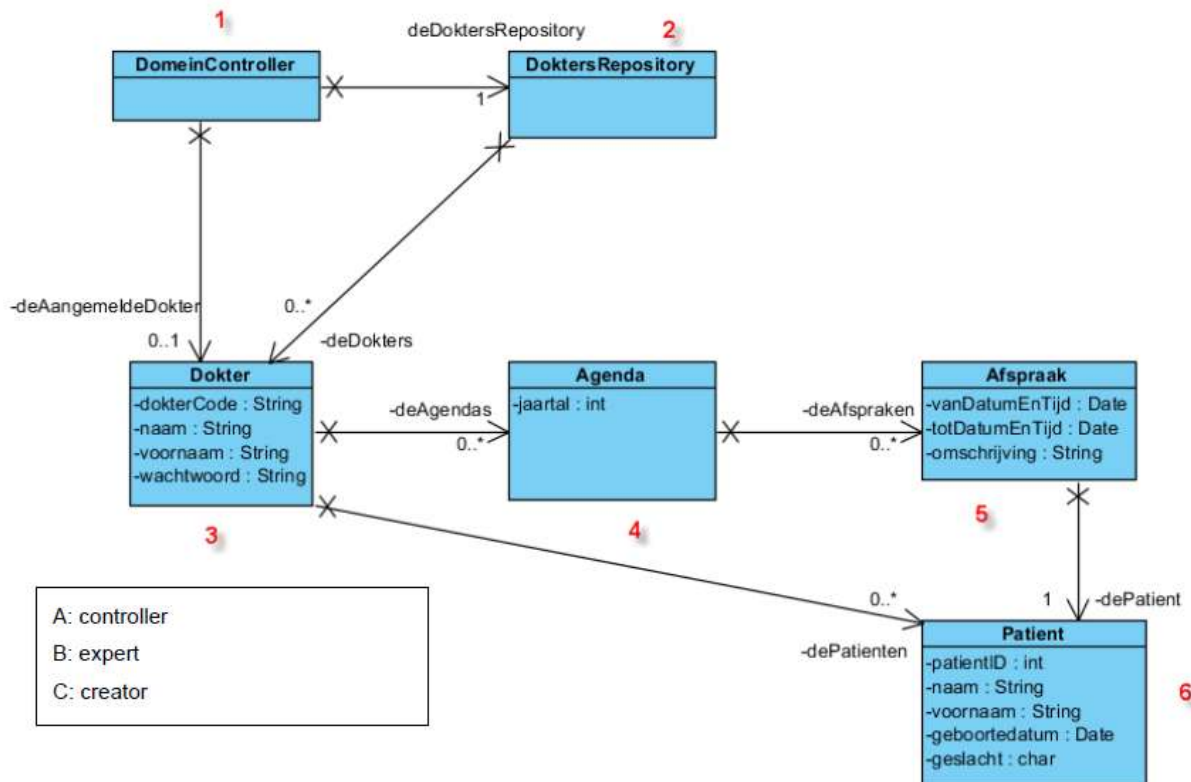 1
deDoktersRepository
2
DomeinController
DoktersRepository
1
-deAangemeldeDokter
0..1
0..*
-deDokters
Dokter
-dokterCode : String
-naam : String
-voornaam : String
-wachtwoord : String
3
-deAgendas
0..*
Agenda
-jaartal : int
4
-deAfspraken
0..*
Afspraak
-vanDatumEnTijd : Date
-totDatumEnTijd : Date
-omschrijving : String
5
A: controller
B: expert
C: creator
0..*
-dePatienten
1
-dePatient
Patient
-patientID : int
-naam : String
-voornaam : String
-geboortedatum : Date
-geslacht : char
6